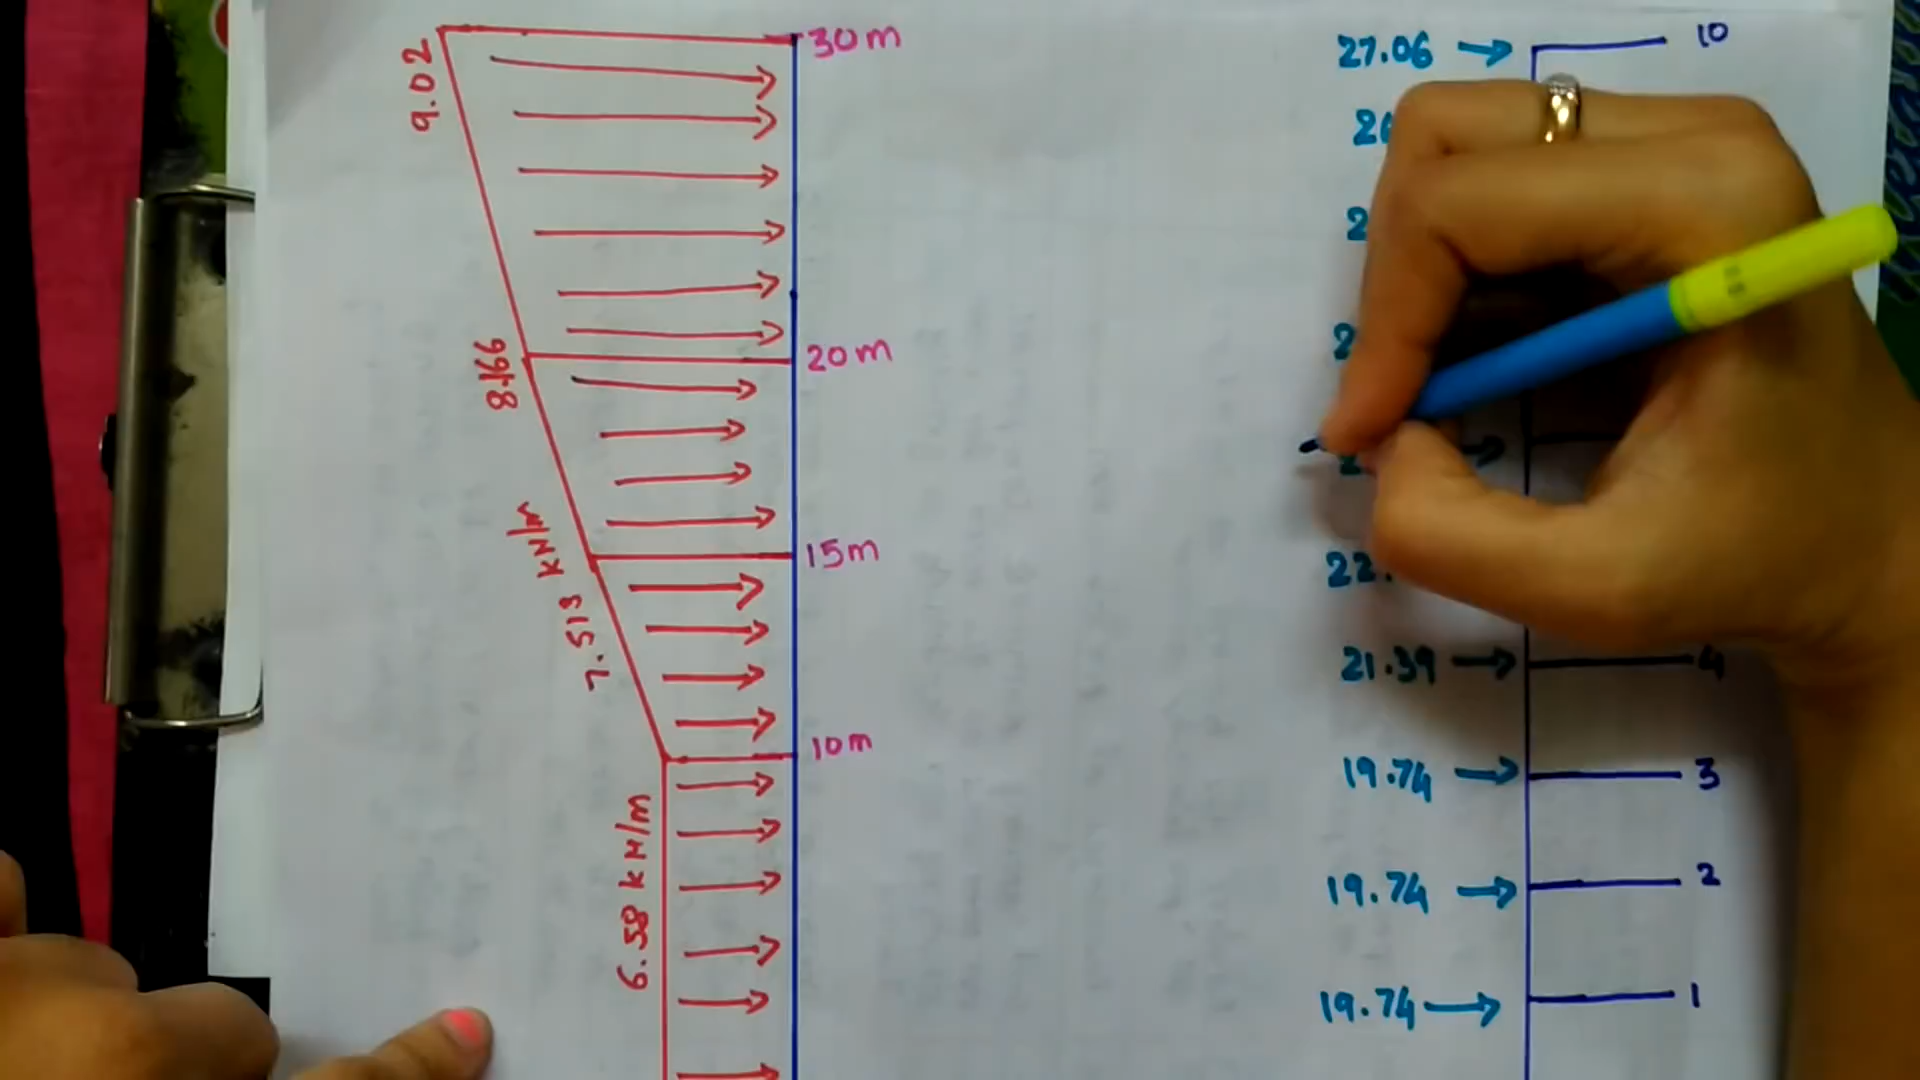 30m
9.02
20m
8.166
15m
7.513 kN/m
10m
6.58 kN/m
27.06 → 10
22.
21.39 → 4
19.74 → 3
19.74 → 2
19.74 → 1